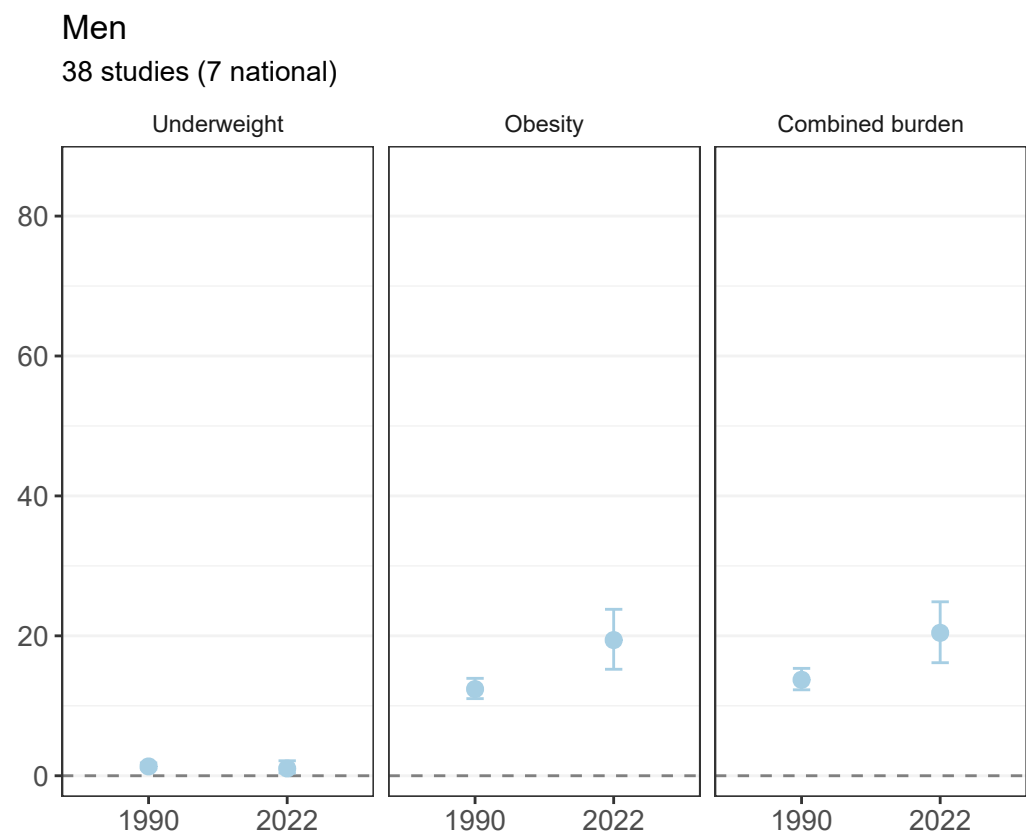 Men
38 studies (7 national)
Underweight
Obesity
Combined burden
80
60
40
20
0
1990 2022
1990 2022
1990 2022